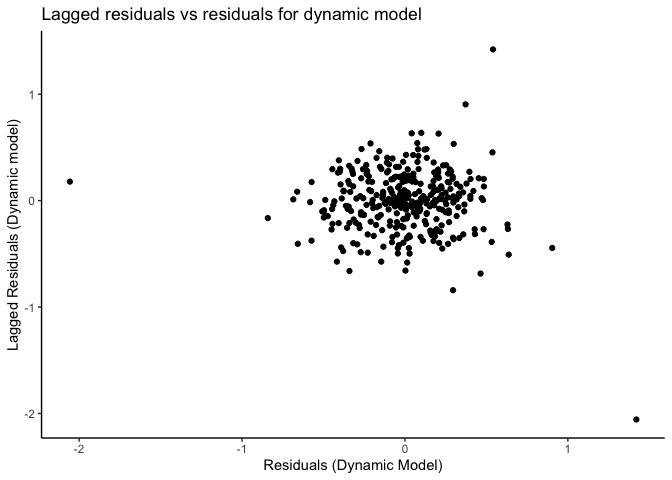 Lagged residuals vs residuals for dynamic model
Lagged Residuals (Dynamic model)
1
0
-1
-2
-2
-1
0
1
Residuals (Dynamic Model)